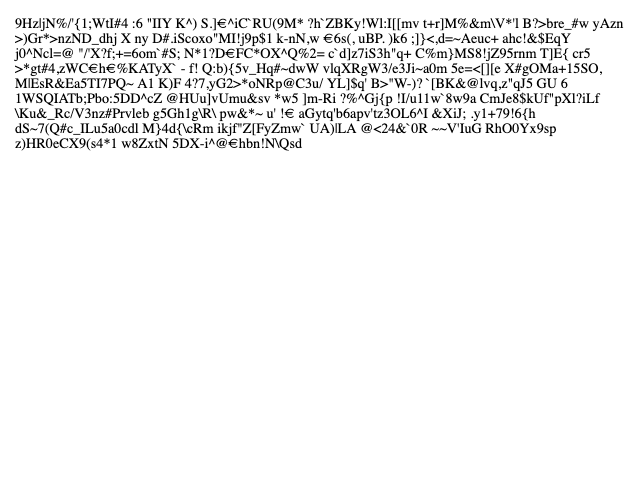 9HzljN%/'{1;WtI#4 :6 "IIY K^) S.]€^iC`RU(9M* ?h`ZBKy!Wl:I[[mv t+r]M%&m\V*'l B?>bre_#w yAzn
>)Gr*>nzND_dhj X ny D#.iScoxo"MI!j9p$1 k-nN,w €6s(, uBP. )k6 ;]}<,d=~Aeuc+ ahc!&$EqY
j0^Ncl=@ "/'X?f;+=6om`#S; N*1?D€FC*OX^Q%2= c`d]z7iS3h"q+ C%m}MS8!jZ95rnm T]E{ cr5
>*gt#4,zWC€h€%KATyX` - f! Q:b){5v_Hq#~dwW vlqXRgW3/e3Ji~a0m 5e=<[][e X#gOMa+15SO,
M|EsR&Ea5TI7PQ~ A1 K)F 4?7,yG2>*oNRp@C3u/ YL]$q' B>"W-)? `[BK&@lvq,z"qJ5 GU 6
1WSQIATb;Pbo:5DD^cZ @HUu]vUmu&sv *w5 ]m-Ri ?%^Gj{p !I/u11w`8w9a CmJe8$kUf"pXl?iLf
\Ku&_Rc/V3nz#Prvleb g5Gh1g\R\ pw&*~ u' !€ aGytq'b6apv'tz3OL6^I &XiJ; .y1+79!6{h
dS~7(Q#c_ILu5a0cdl M}4d{\cRm ikjf"Z[FyZmw` UA)|LA @<24&`0R ~~V'IuG RhO0Yx9sp
z)HR0eCX9(s4*1 w8ZxtN 5DX-i^@€hbn!N\Qsd